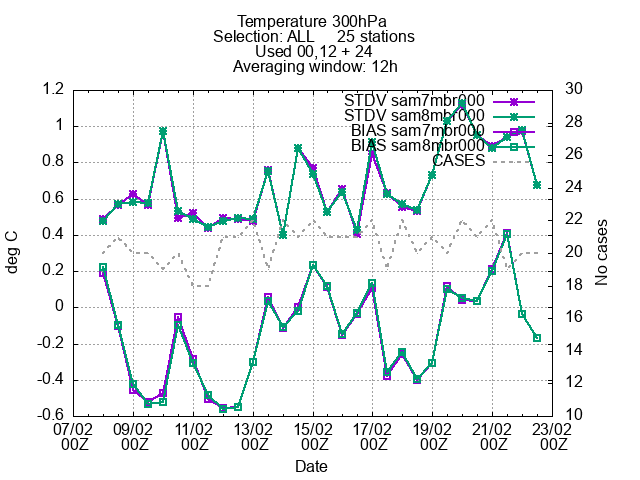 Temperature 300hPa
Selection: ALL 25 stations
Used 00,12 + 24
Averaging window: 12h
STDV sam7mbr000
STDV sam8mbr000
BIAS sam7mbr000
BIAS sam8mbr000
CASES
1.2
1
0.8
0.6
0.4
0.2
0
-0.2
-0.4
-0.6
deg C
30
28
26
24
22
20
18
16
14
12
10
No cases
07/02 09/02 11/02 13/02 15/02 17/02 19/02 21/02 23/02
00Z 00Z 00Z 00Z 00Z 00Z 00Z 00Z 00Z
Date